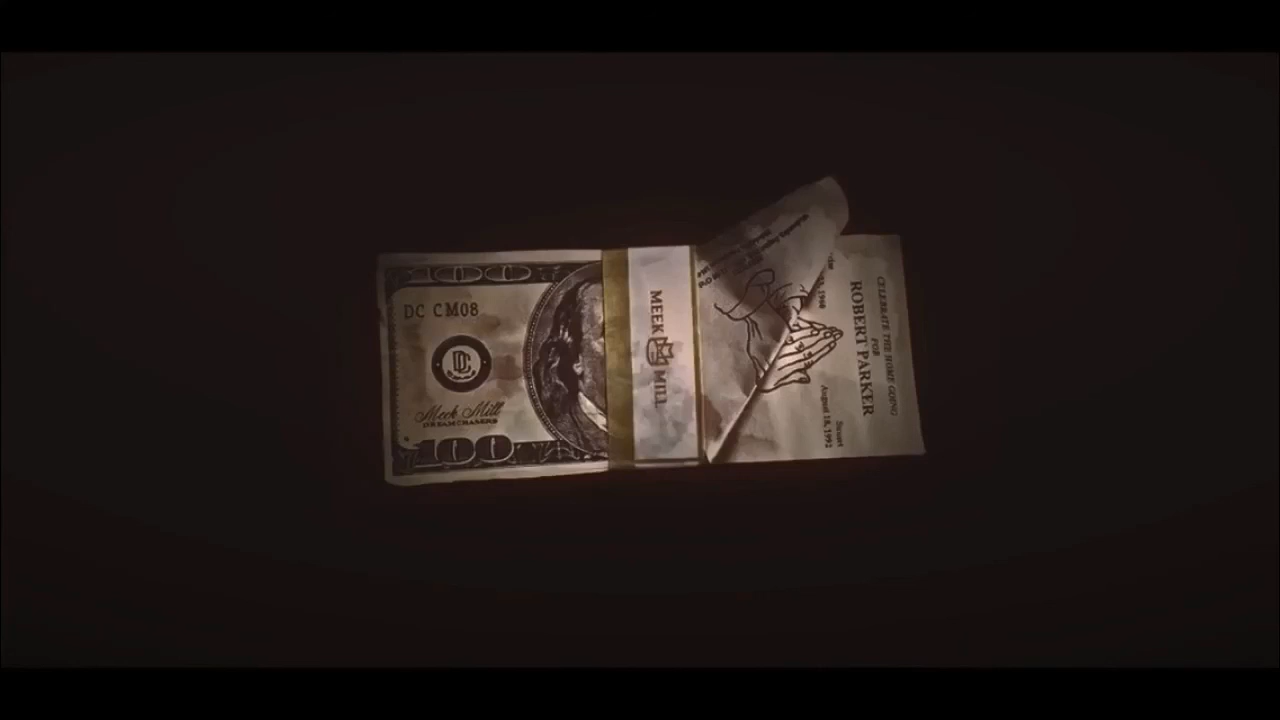 100
DC CM08
DC
Meek Mill
DREAMCHASERS
100
MEEK MILL
CELEBRATE THE HOME GOING
FOR
ROBERT PARKER
Sunset
August 18, 1992